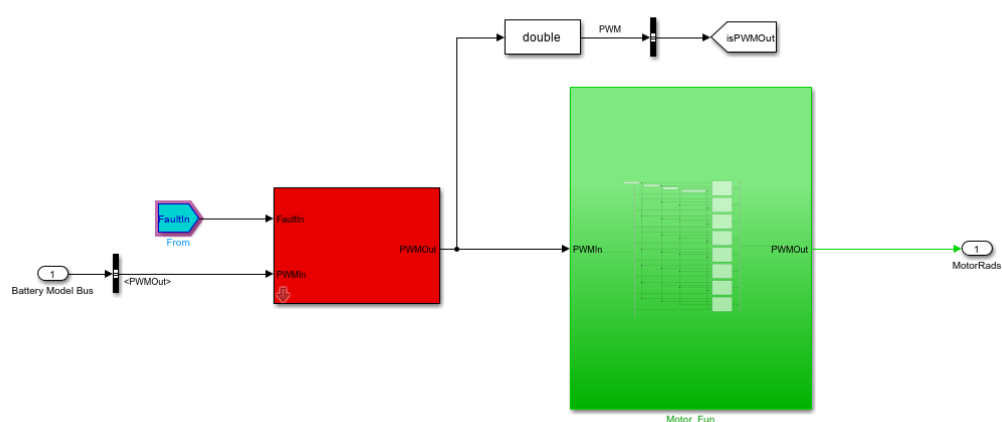 double
PWM
isPWMOut
FaultIn
From
FaultIn
PWMIn
PWMOut
1
Battery Model Bus
<PWMOut>
PWMIn
PWMOut
1
MotorRads
Motor_Fun